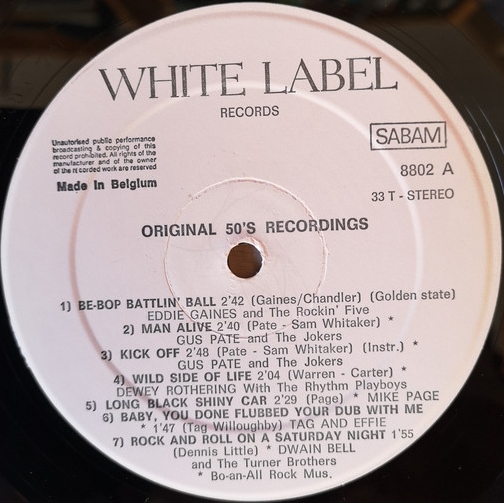 WHITE LABEL
RECORDS
Unautorised public performance
broadcasting & copying of this
record prohibited. All rights of the
manufacturer and of the owner
of the recorded work are reserved
Made In Belgium
SABAM
8802 A
33 T - STEREO
ORIGINAL 50'S RECORDINGS
1) BE-BOP BATTLIN' BALL 2'42 (Gaines/Chandler) (Golden state)
EDDIE GAINES and The Rockin' Five
2) MAN ALIVE 2'40 (Pate - Sam Whitaker) *
GUS PATE and The Jokers
3) KICK OFF 2'48 (Pate - Sam Whitaker) (Instr.) *
GUS PATE and The Jokers
4) WILD SIDE OF LIFE 2'04 (Warren - Carter) *
DEWEY ROTHERING With The Rhythm Playboys
5) LONG BLACK SHINY CAR 2'29 (Page) * MIKE PAGE
6) BABY, YOU DONE FLUBBED YOUR DUB WITH ME
* 1'47 (Tag Willoughby) TAG AND EFFIE
7) ROCK AND ROLL ON A SATURDAY NIGHT 1'55
(Dennis Little) * DWAIN BELL
and The Turner Brothers
* Bo-an-All Rock Mus.